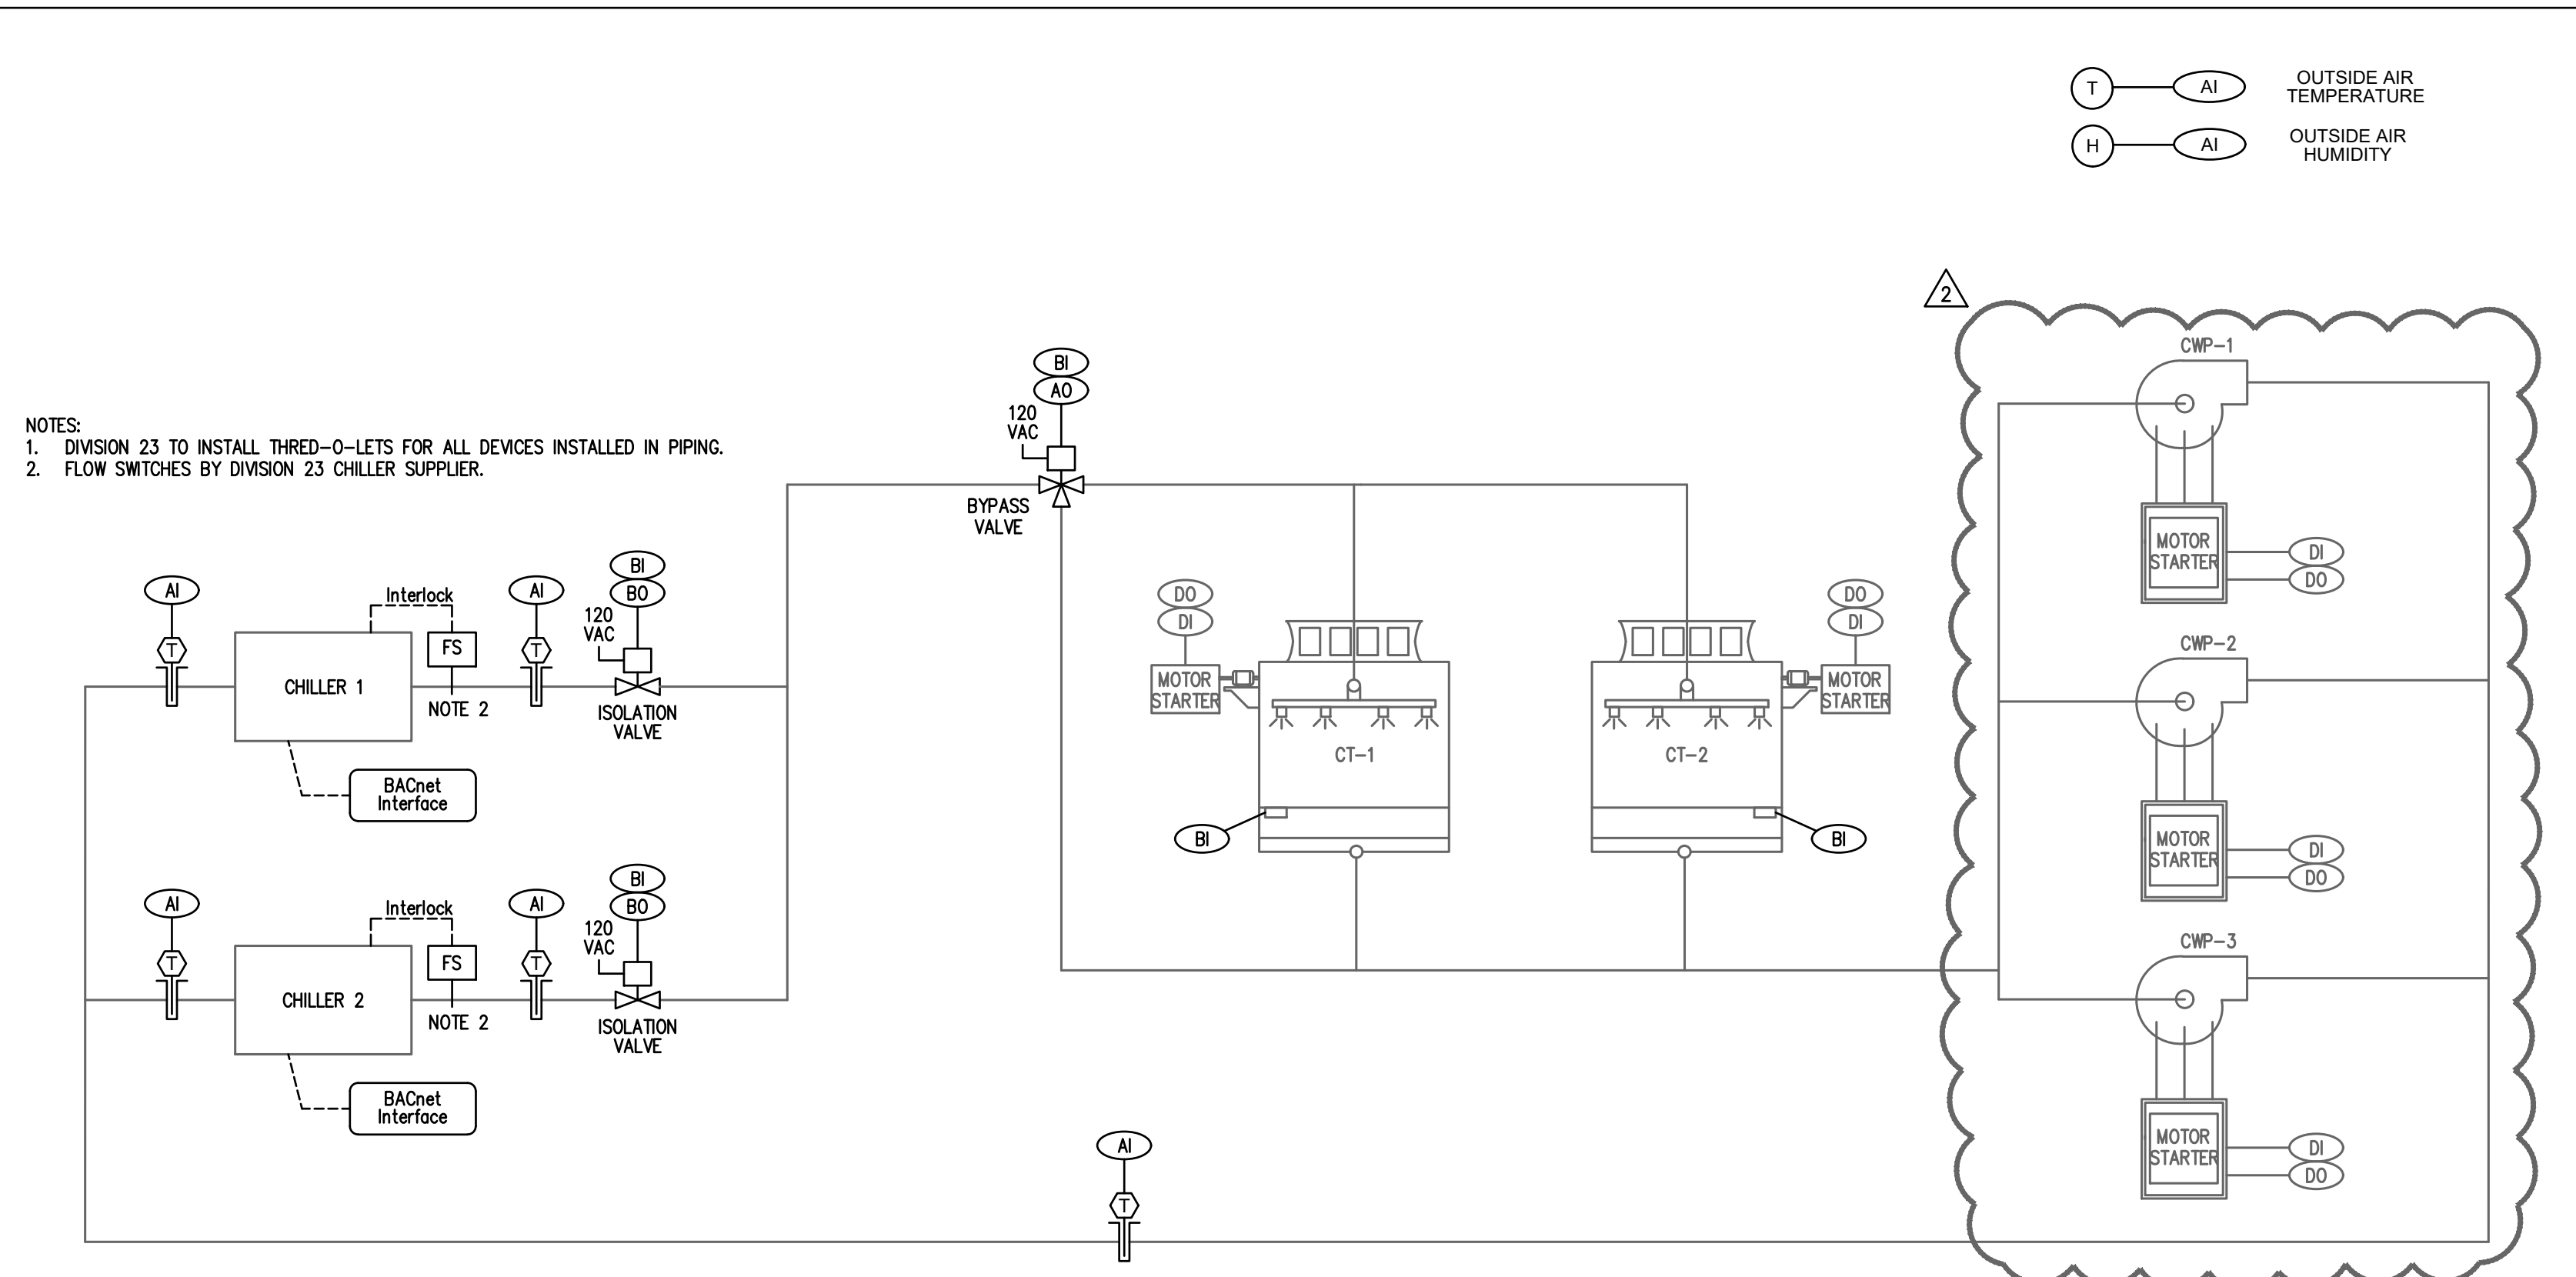 T
AI
OUTSIDE AIR
TEMPERATURE
H
AI
OUTSIDE AIR
HUMIDITY
2
CWP-1
MOTOR
STARTER
DI
DO
CWP-2
MOTOR
STARTER
DI
DO
CWP-3
MOTOR
STARTER
DI
DO
NOTES:
1. DIVISION 23 TO INSTALL THRED-O-LETS FOR ALL DEVICES INSTALLED IN PIPING.
2. FLOW SWITCHES BY DIVISION 23 CHILLER SUPPLIER.
BI
AO
120
VAC
BYPASS
VALVE
AI
T
CHILLER 1
Interlock
FS
NOTE 2
AI
T
BI
BO
120
VAC
ISOLATION
VALVE
BACnet
Interface
DO
DI
MOTOR
STARTER
CT-1
BI
DO
DI
MOTOR
STARTER
CT-2
BI
AI
T
CHILLER 2
Interlock
FS
NOTE 2
AI
T
BI
BO
120
VAC
ISOLATION
VALVE
BACnet
Interface
AI
T